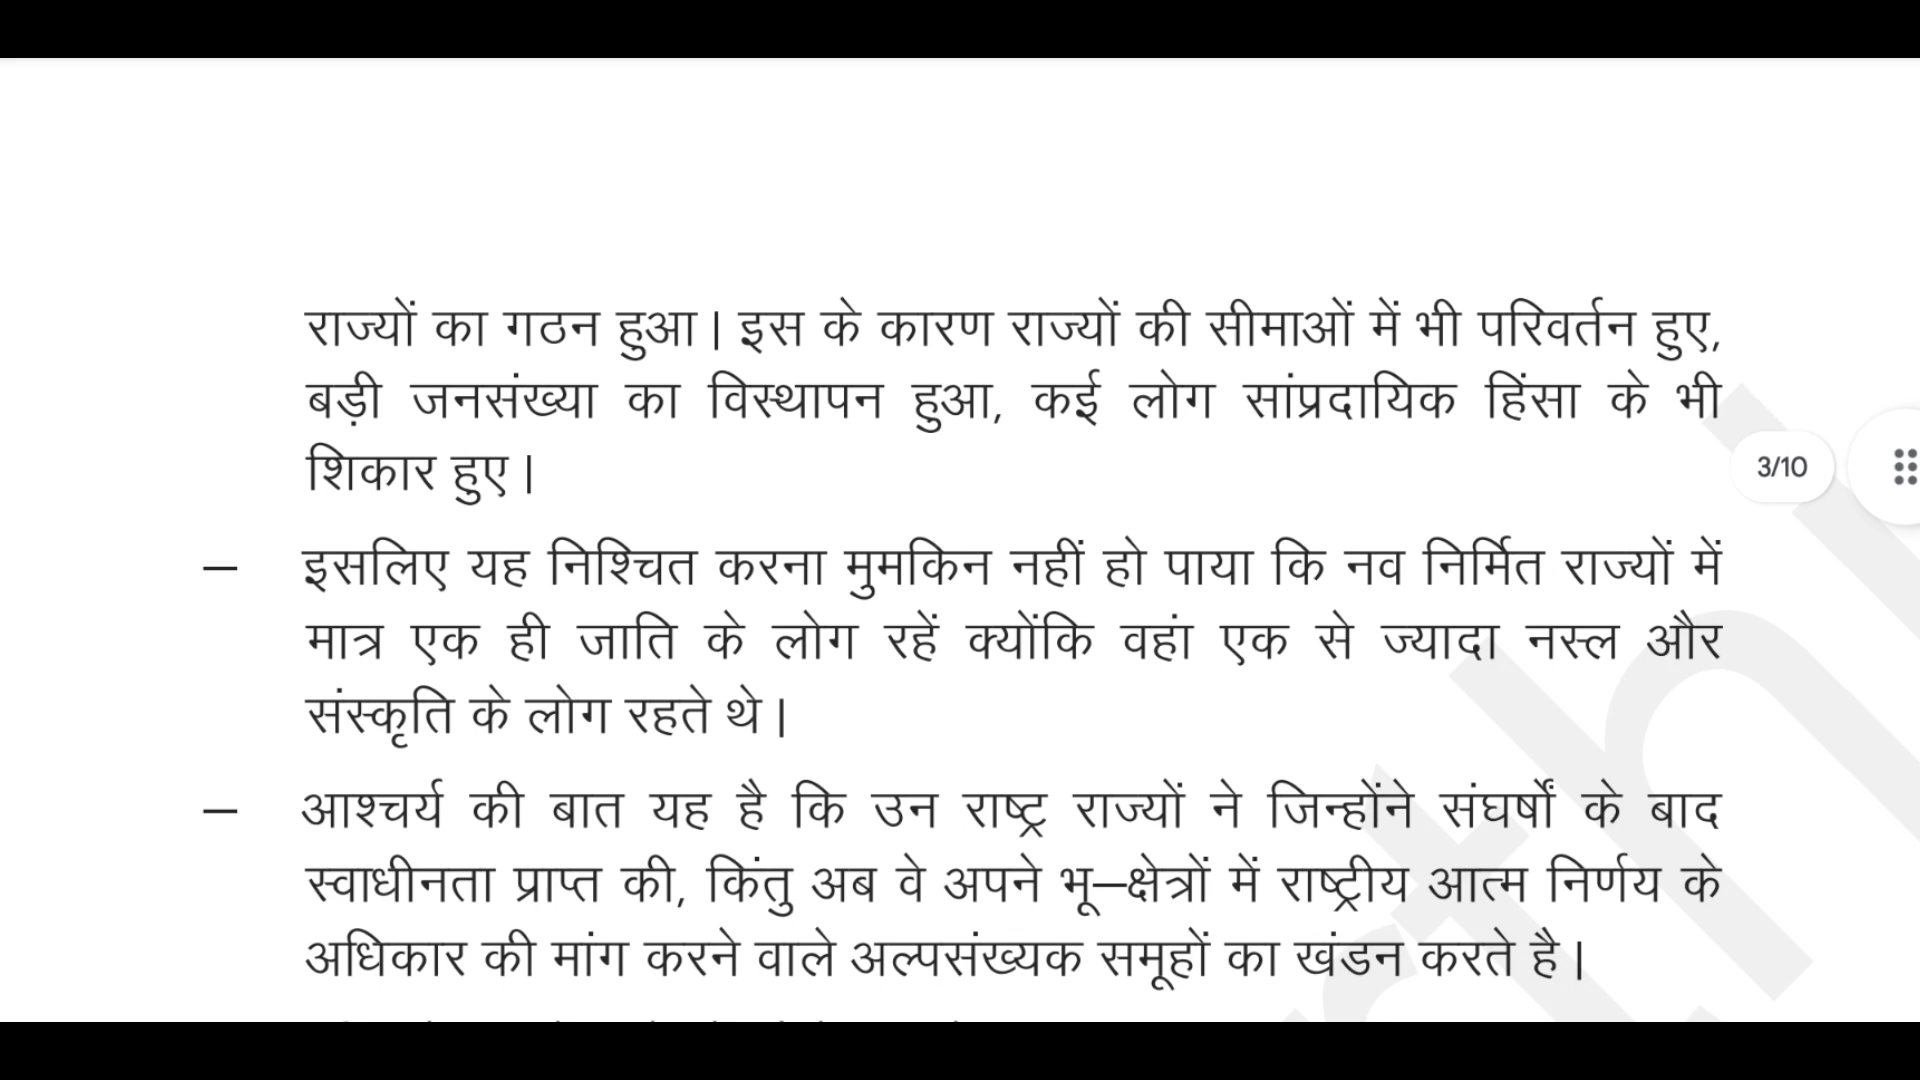 राज्यों का गठन हुआ। इस के कारण राज्यों की सीमाओं में भी परिवर्तन हुए,
बड़ी जनसंख्या का विस्थापन हुआ, कई लोग सांप्रदायिक हिंसा के भी
शिकार हुए।
3/10
– इसलिए यह निश्चित करना मुमकिन नहीं हो पाया कि नव निर्मित राज्यों में
मात्र एक ही जाति के लोग रहें क्योंकि वहां एक से ज्यादा नस्ल और
संस्कृति के लोग रहते थे।
– आश्चर्य की बात यह है कि उन राष्ट्र राज्यों ने जिन्होंने संघर्षों के बाद
स्वाधीनता प्राप्त की, किंतु अब वे अपने भू–क्षेत्रों में राष्ट्रीय आत्म निर्णय के
अधिकार की मांग करने वाले अल्पसंख्यक समूहों का खंडन करते है।